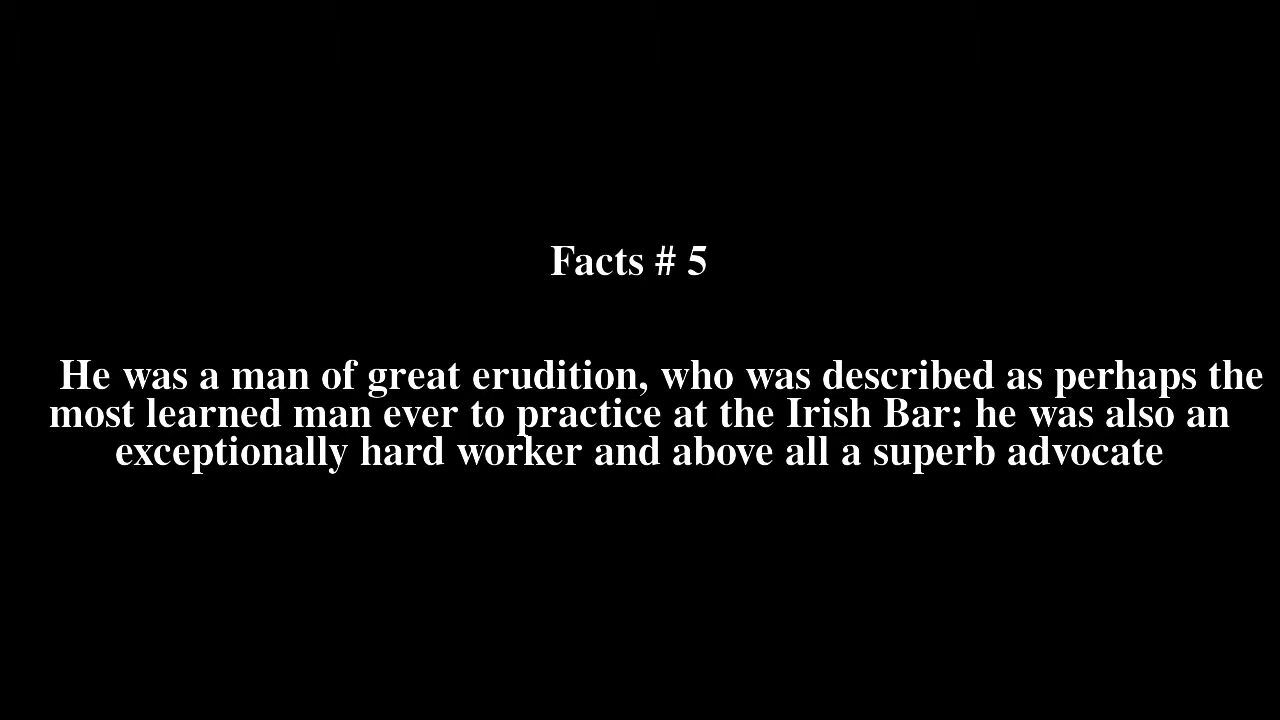 Facts # 5
He was a man of great erudition, who was described as perhaps the
most learned man ever to practice at the Irish Bar: he was also an
exceptionally hard worker and above all a superb advocate